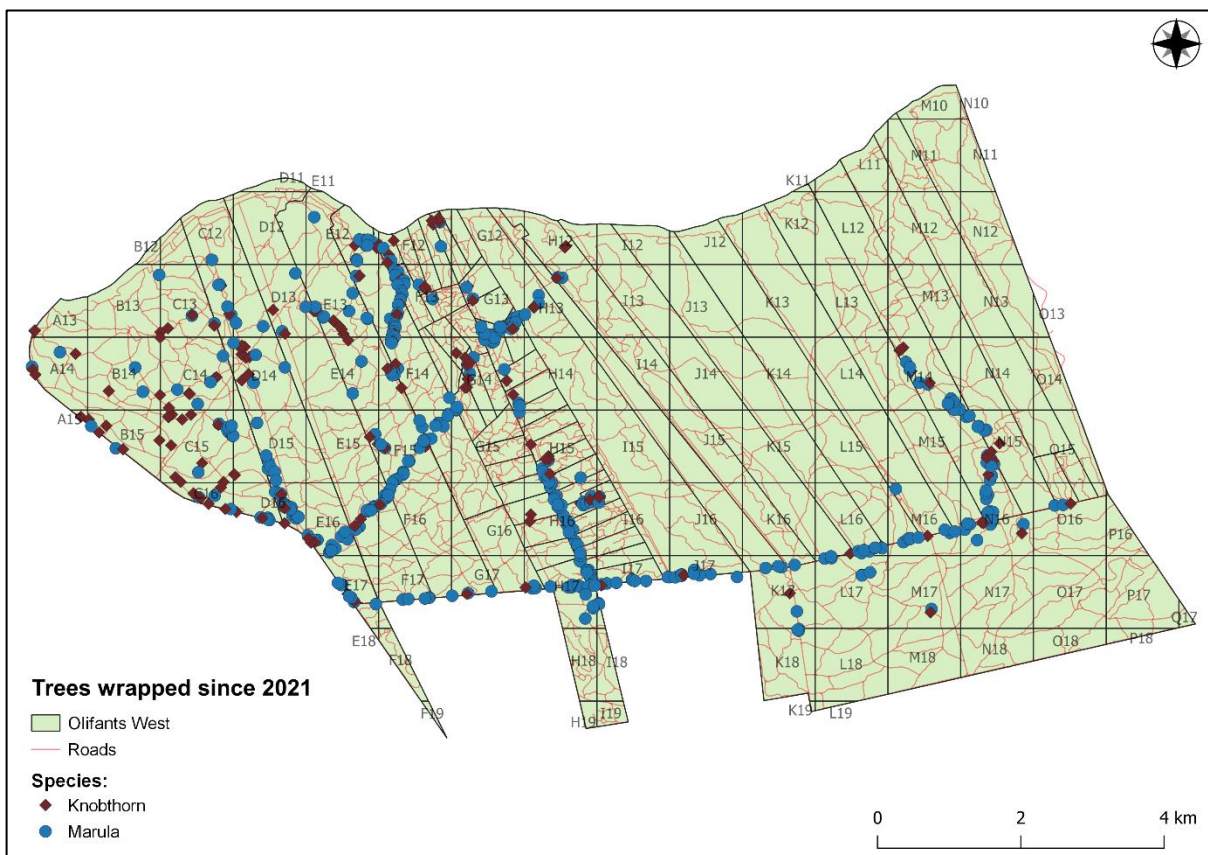 M10 N10
L11 M11 N11
D11 E11 K11
B12 C12 D12 E12 F12 G12 H12 I12 J12 K12 L12 M12 N12
A13 B13 C13 D13 E13 F13 G13 H13 I13 J13 K13 L13 M13 N13 O13
A14 B14 C14 D14 E14 F14 G14 H14 I14 J14 K14 L14 M14 N14 O14
A15 B15 C15 D15 E15 F15 G15 H15 I15 J15 K15 L15 M15 N15 O15
C16 D16 E16 F16 G16 H16 I16 J16 K16 L16 M16 N16 O16 P16
E17 F17 G17 H17 I17 J17 K17 L17 M17 N17 O17 P17 Q17
E18 F18 H18 I18 K18 L18 M18 N18 O18 P18
F19 H19 I19 K19 L19
Trees wrapped since 2021
Olifants West
Roads
Species:
Knobthorn
Marula
0 2 4 km